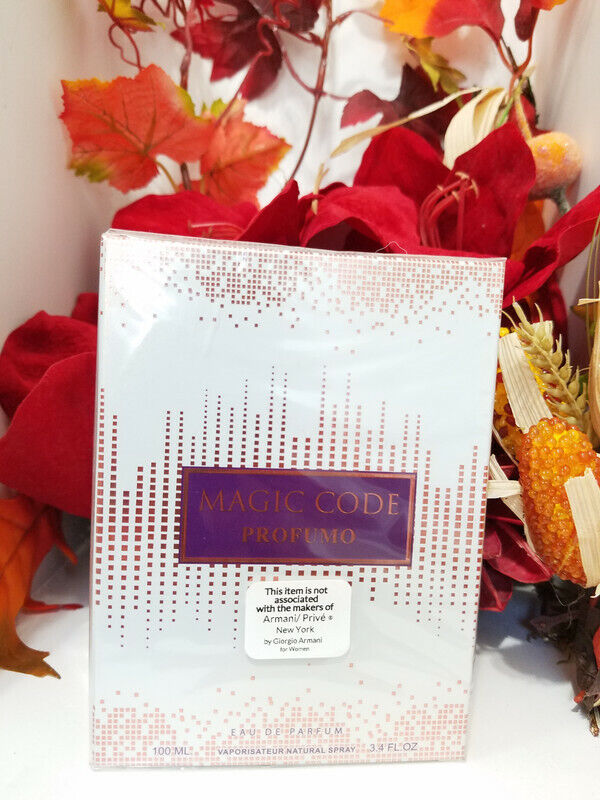 MAGIC CODE
PROFUMO
This item is not
associated
with the makers of
Armani/ Privé ®
New York
by Giorgio Armani
for Women
EAU DE PARFUM
100 ML. VAPORISATEUR NATURAL SPRAY 3.4 FL.OZ